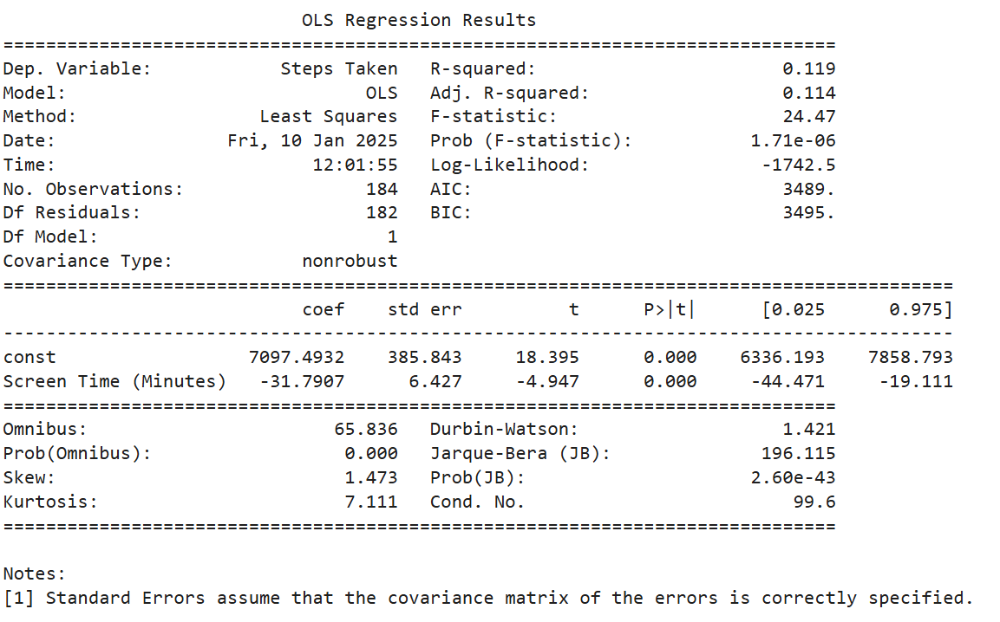 OLS Regression Results
==============================================================================
Dep. Variable:            Steps Taken   R-squared:                       0.119
Model:                            OLS   Adj. R-squared:                  0.114
Method:                 Least Squares   F-statistic:                     24.47
Date:                Fri, 10 Jan 2025   Prob (F-statistic):           1.71e-06
Time:                        12:01:55   Log-Likelihood:                -1742.5
No. Observations:                 184   AIC:                             3489.
Df Residuals:                     182   BIC:                             3495.
Df Model:                           1
Covariance Type:            nonrobust
=========================================================================================
                            coef    std err          t      P>|t|      [0.025      0.975]
-----------------------------------------------------------------------------------------
const                  7097.4932    385.843     18.395      0.000    6336.193    7858.793
Screen Time (Minutes)   -31.7907      6.427     -4.947      0.000     -44.471     -19.111
==============================================================================
Omnibus:                       65.836   Durbin-Watson:                   1.421
Prob(Omnibus):                  0.000   Jarque-Bera (JB):              196.115
Skew:                           1.473   Prob(JB):                     2.60e-43
Kurtosis:                       7.111   Cond. No.                         99.6
==============================================================================

Notes:
[1] Standard Errors assume that the covariance matrix of the errors is correctly specified.